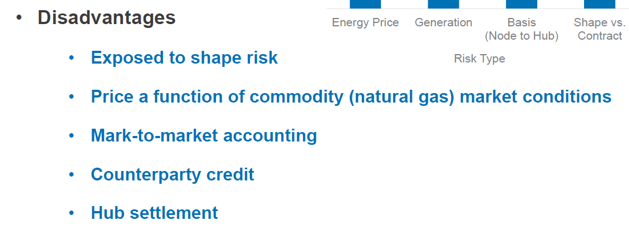 • Disadvantages
Energy Price Generation Basis (Node to Hub) Shape vs. Contract
Risk Type
• Exposed to shape risk
• Price a function of commodity (natural gas) market conditions
• Mark-to-market accounting
• Counterparty credit
• Hub settlement